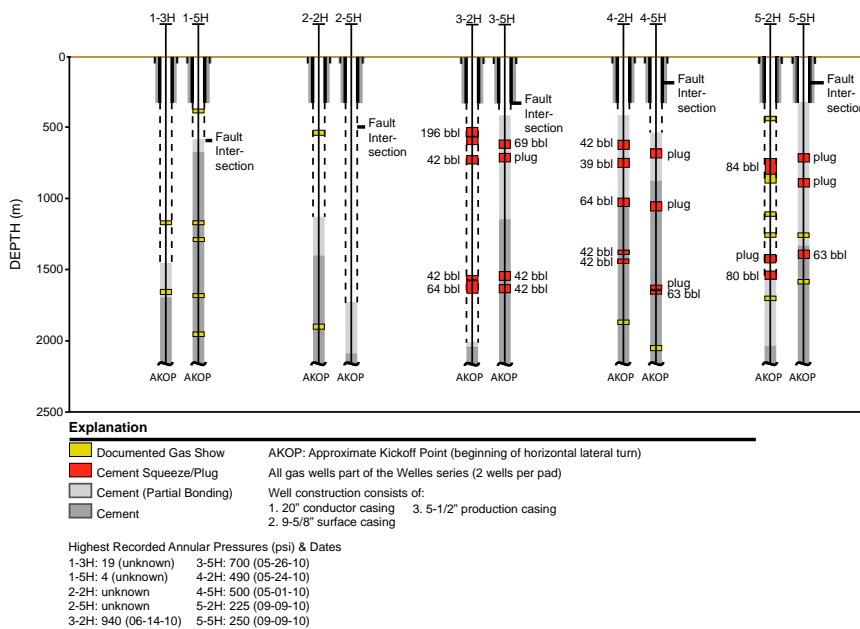 1-3H 1-5H 2-2H 2-5H 3-2H 3-5H 4-2H 4-5H 5-2H 5-5H
DEPTH (m)
0
500
1000
1500
2000
2500
Fault
Inter-
section
Fault
Inter-
section
Fault
Inter-
section
Fault
Inter-
section
Fault
Inter-
section
196 bbl
42 bbl
42 bbl
64 bbl
69 bbl
plug
42 bbl
42 bbl
42 bbl
39 bbl
64 bbl
42 bbl
42 bbl
plug
plug
plug
63 bbl
84 bbl
plug
80 bbl
plug
plug
63 bbl
AKOP AKOP AKOP AKOP AKOP AKOP AKOP AKOP AKOP AKOP
Explanation
Documented Gas Show
Cement Squeeze/Plug
Cement (Partial Bonding)
Cement
AKOP: Approximate Kickoff Point (beginning of horizontal lateral turn)
All gas wells part of the Welles series (2 wells per pad)
Well construction consists of:
1. 20" conductor casing 3. 5-1/2" production casing
2. 9-5/8" surface casing
Highest Recorded Annular Pressures (psi) & Dates
1-3H: 19 (unknown) 3-5H: 700 (05-26-10)
1-5H: 4 (unknown) 4-2H: 490 (05-24-10)
2-2H: unknown 4-5H: 500 (05-01-10)
2-5H: unknown 5-2H: 225 (09-09-10)
3-2H: 940 (06-14-10) 5-5H: 250 (09-09-10)